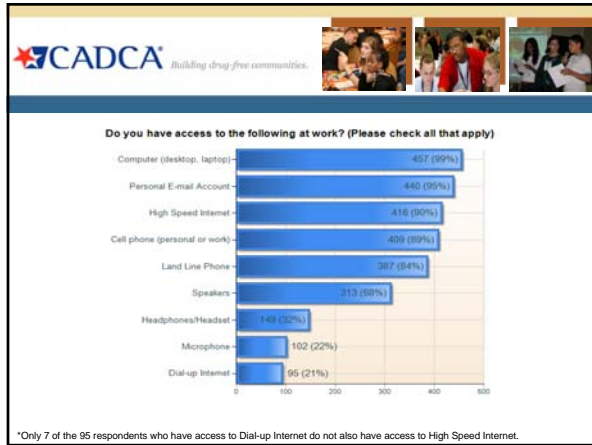 CADCA® Building drug-free communities.
Do you have access to the following at work? (Please check all that apply)
Computer (desktop, laptop) 457 (99%)
Personal E-mail Account 440 (95%)
High Speed Internet 416 (90%)
Cell phone (personal or work) 409 (89%)
Land Line Phone 387 (84%)
Speakers 313 (68%)
Headphones/Headset 149 (32%)
Microphone 102 (22%)
Dial-up Internet 95 (21%)
0 100 200 300 400 500
*Only 7 of the 95 respondents who have access to Dial-up Internet do not also have access to High Speed Internet.